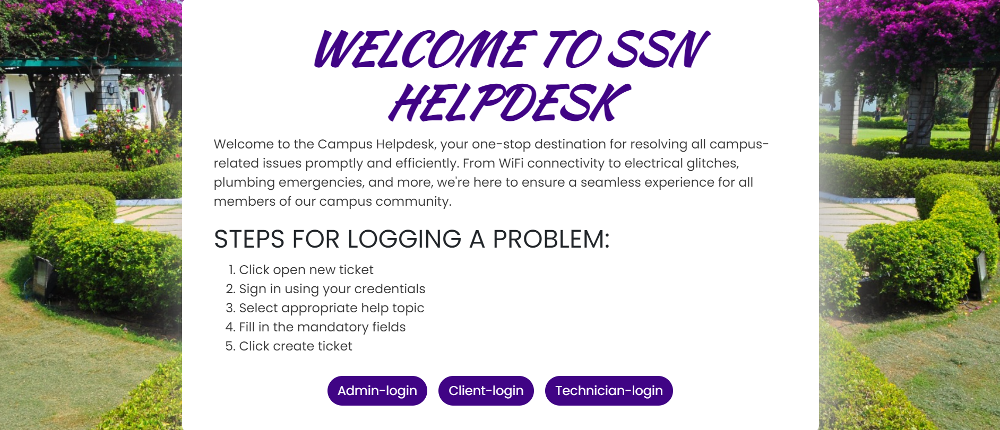 WELCOME TO SSN
HELPDESK
Welcome to the Campus Helpdesk, your one-stop destination for resolving all campus-
related issues promptly and efficiently. From WiFi connectivity to electrical glitches,
plumbing emergencies, and more, we're here to ensure a seamless experience for all
members of our campus community.
STEPS FOR LOGGING A PROBLEM:
1. Click open new ticket
2. Sign in using your credentials
3. Select appropriate help topic
4. Fill in the mandatory fields
5. Click create ticket
Admin-login Client-login Technician-login